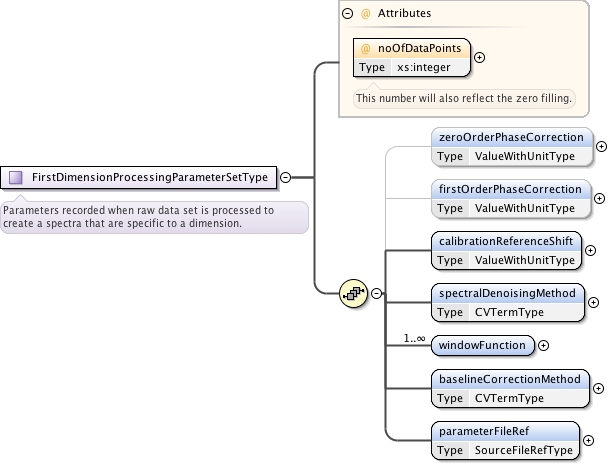 Attributes
@ noOfDataPoints
Type xs:integer
This number will also reflect the zero filling.
FirstDimensionProcessingParameterSetType
Parameters recorded when raw data set is processed to
create a spectra that are specific to a dimension.
zeroOrderPhaseCorrection
Type ValueWithUnitType
firstOrderPhaseCorrection
Type ValueWithUnitType
calibrationReferenceShift
Type ValueWithUnitType
spectralDenoisingMethod
Type CVTermType
1..∞
windowFunction
baselineCorrectionMethod
Type CVTermType
parameterFileRef
Type SourceFileRefType